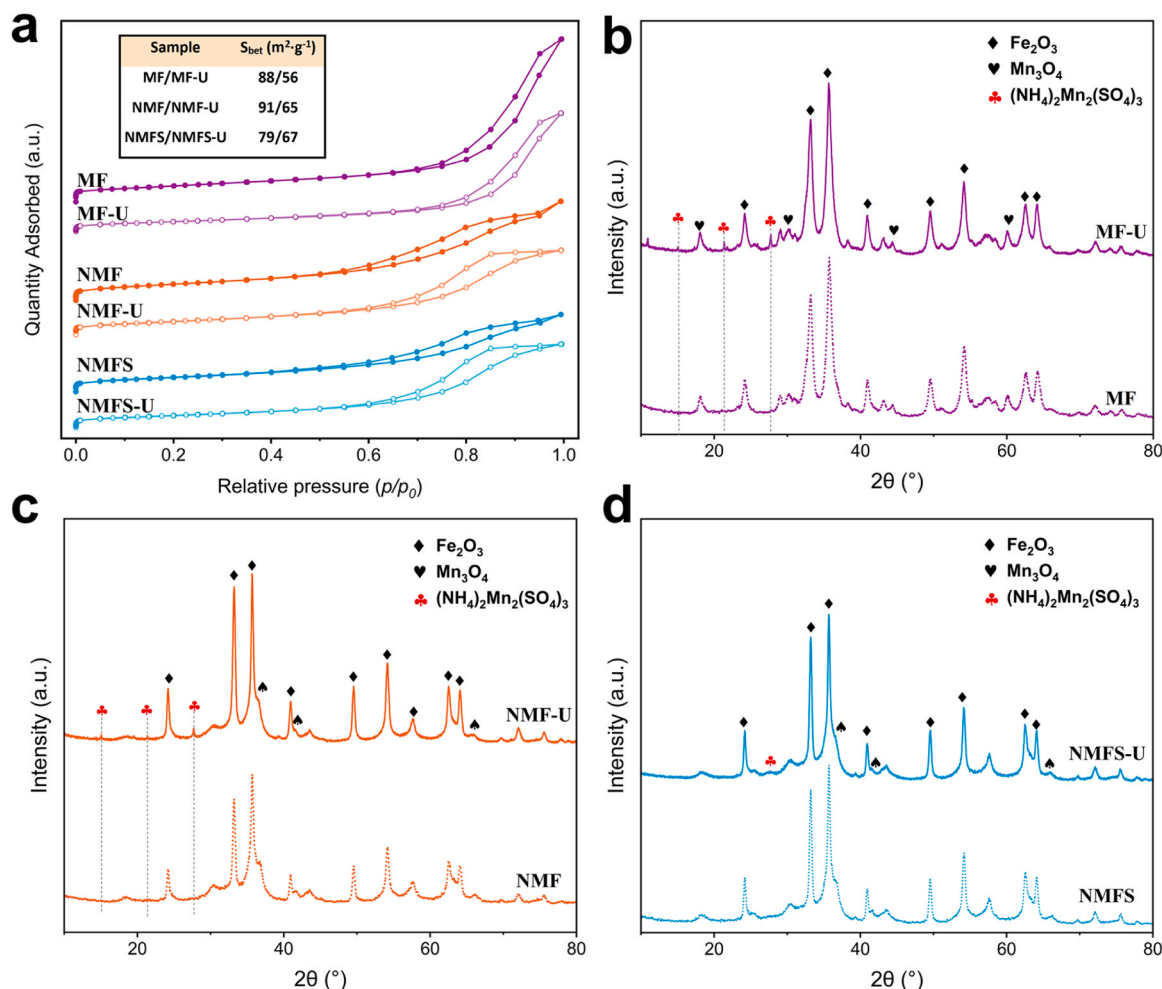 a
Sample S_bet (m²·g⁻¹)
MF/MF-U 88/56
NMF/NMF-U 91/65
NMFS/NMFS-U 79/67
MF
MF-U
NMF
NMF-U
NMFS
NMFS-U
Quantity Adsorbed (a.u.)
0.0 0.2 0.4 0.6 0.8 1.0
Relative pressure (p/p₀)
b
♦ Fe₂O₃
♥ Mn₃O₄
♣ (NH₄)₂Mn₂(SO₄)₃
MF-U
MF
Intensity (a.u.)
20 40 60 80
2θ (°)
c
♦ Fe₂O₃
♥ Mn₃O₄
♣ (NH₄)₂Mn₂(SO₄)₃
NMF-U
NMF
Intensity (a.u.)
20 40 60 80
2θ (°)
d
♦ Fe₂O₃
♥ Mn₃O₄
♣ (NH₄)₂Mn₂(SO₄)₃
NMFS-U
NMFS
Intensity (a.u.)
20 40 60 80
2θ (°)